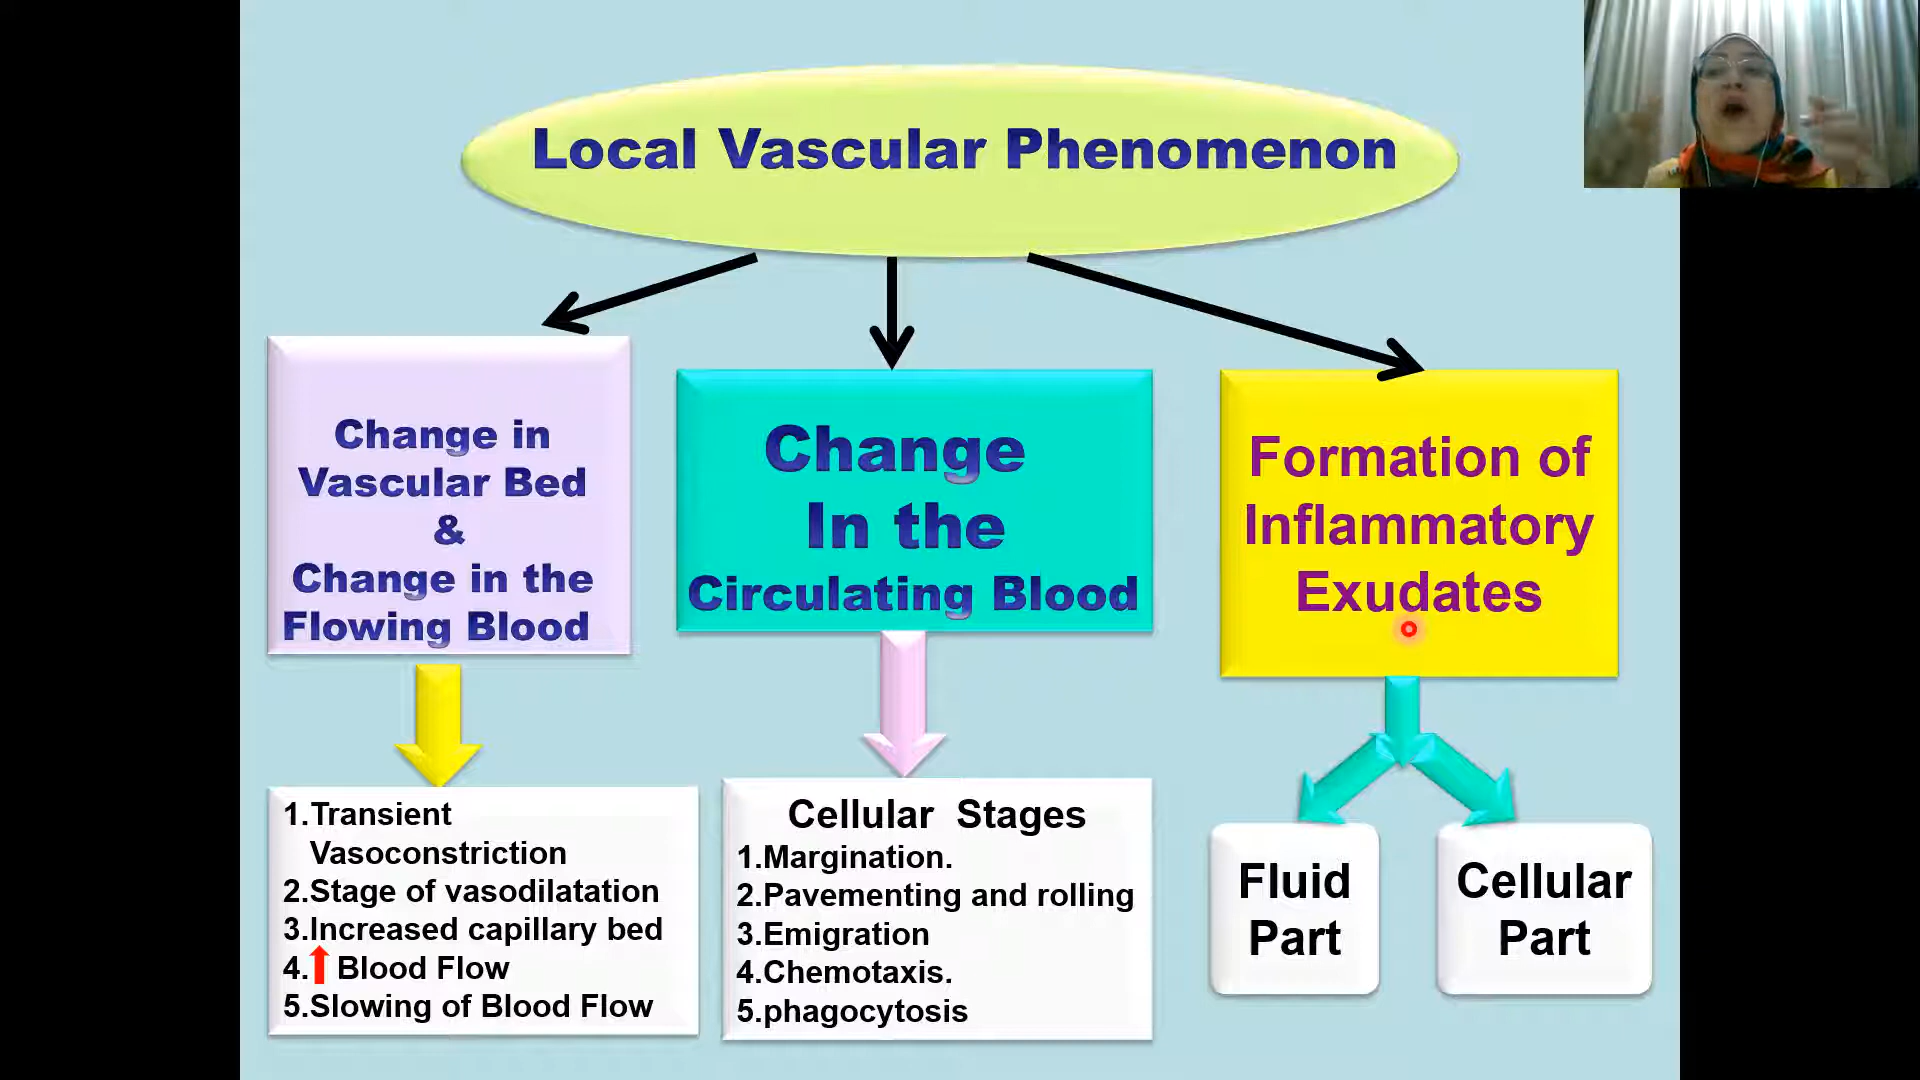 Local Vascular Phenomenon
Change in
Vascular Bed
&
Change in the
Flowing Blood
Change
In the
Circulating Blood
Formation of
Inflammatory
Exudates
1.Transient
Vasoconstriction
2.Stage of vasodilatation
3.Increased capillary bed
4. Blood Flow
5.Slowing of Blood Flow
Cellular Stages
1.Margination.
2.Pavementing and rolling
3.Emigration
4.Chemotaxis.
5.phagocytosis
Fluid
Part
Cellular
Part